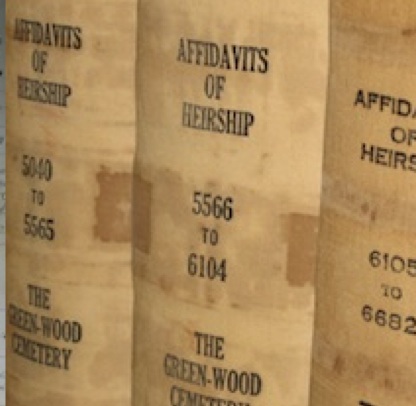 AFFIDAVITS
OF
HEIRSHIP
5040
TO
5565
THE
GREEN-WOOD
CEMETERY
AFFIDAVITS
OF
HEIRSHIP
5566
TO
6104
THE
GREEN-WOOD
CEMETERY
AFFIDA
OF
HEIRS
6105
TO
6682